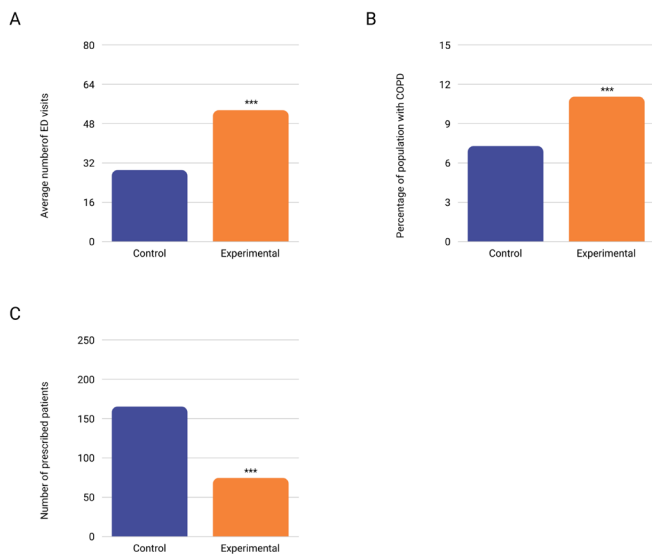 A
Average numberof ED visits
80
64
48
32
16
0
***
Control
Experimental
B
Percentage of population with COPD
15
12
9
6
3
0
***
Control
Experimental
C
Number of prescribed patients
250
200
150
100
50
0
***
Control
Experimental